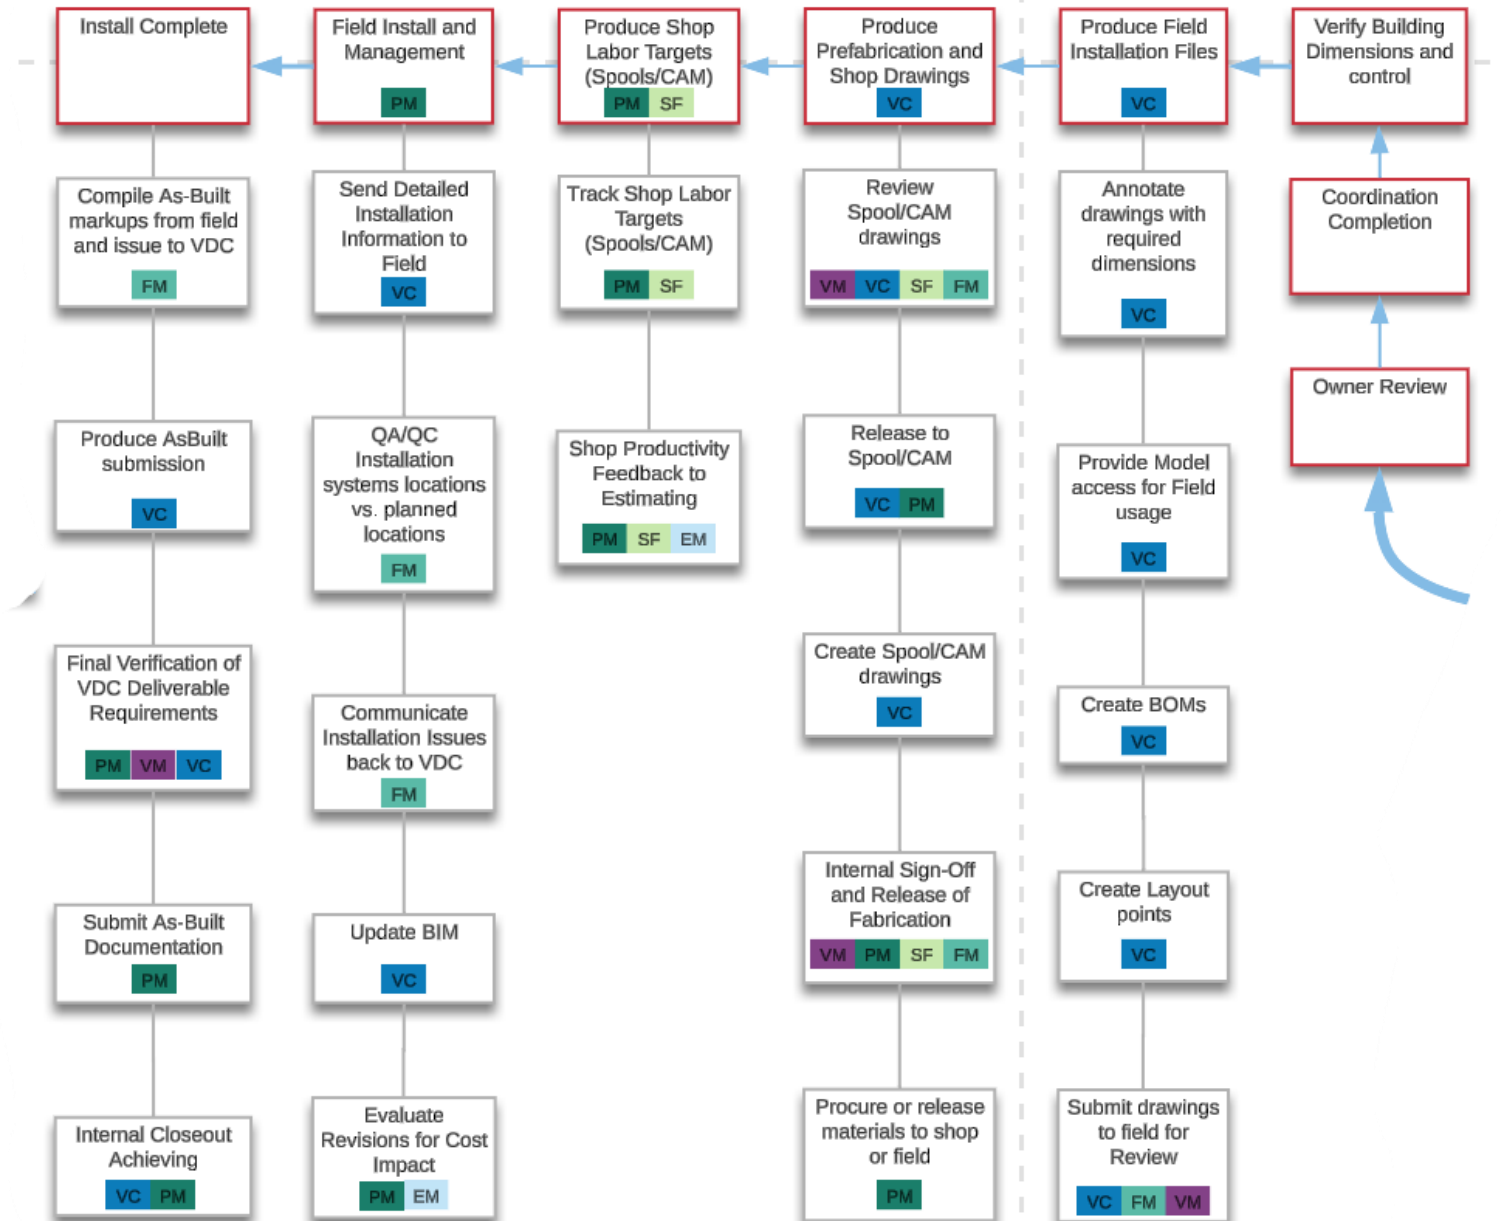 Install Complete
Compile As-Built
markups from field
and issue to VDC
FM
Produce AsBuilt
submission
VC
Final Verification of
VDC Deliverable
Requirements
PM VM VC
Submit As-Built
Documentation
PM
Internal Closeout
Achieving
VC PM
Field Install and
Management
PM
Send Detailed
Installation
Information to
Field
VC
QA/QC
Installation
systems locations
vs. planned
locations
FM
Communicate
Installation Issues
back to VDC
FM
Update BIM
VC
Evaluate
Revisions for Cost
Impact
PM EM
Produce Shop
Labor Targets
(Spools/CAM)
PM SF
Track Shop Labor
Targets
(Spools/CAM)
PM SF
Shop Productivity
Feedback to
Estimating
PM SF EM
Produce
Prefabrication and
Shop Drawings
VC
Review
Spool/CAM
drawings
VM VC SF FM
Release to
Spool/CAM
VC PM
Create Spool/CAM
drawings
VC
Internal Sign-Off
and Release of
Fabrication
VM PM SF FM
Procure or release
materials to shop
or field
PM
Produce Field
Installation Files
VC
Annotate
drawings with
required
dimensions
VC
Provide Model
access for Field
usage
VC
Create BOMs
VC
Create Layout
points
VC
Submit drawings
to field for
Review
VC FM VM
Verify Building
Dimensions and
control
Coordination
Completion
Owner Review